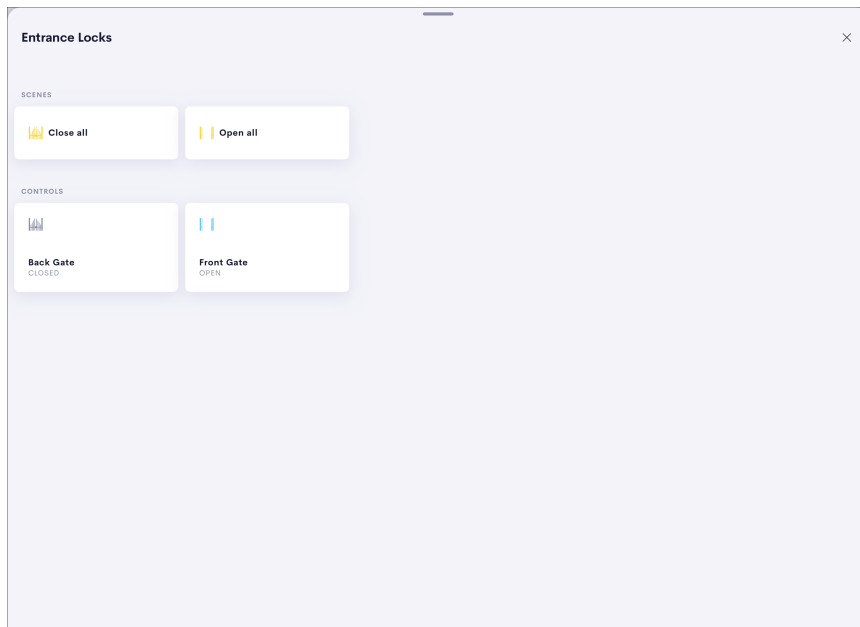 Entrance Locks
SCENES
Close all
Open all
CONTROLS
Back Gate
CLOSED
Front Gate
OPEN